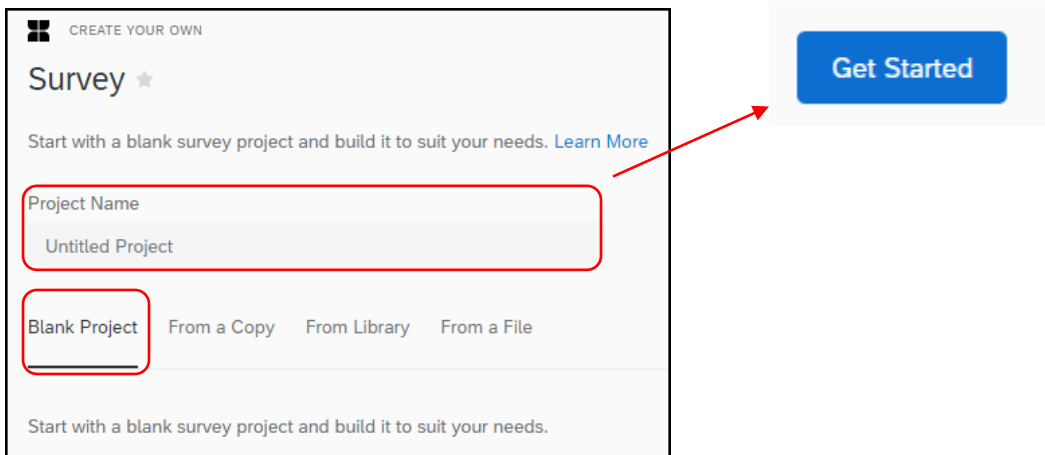 CREATE YOUR OWN
Survey
Start with a blank survey project and build it to suit your needs. Learn More
Project Name
Untitled Project
Blank Project From a Copy From Library From a File
Start with a blank survey project and build it to suit your needs.
Get Started